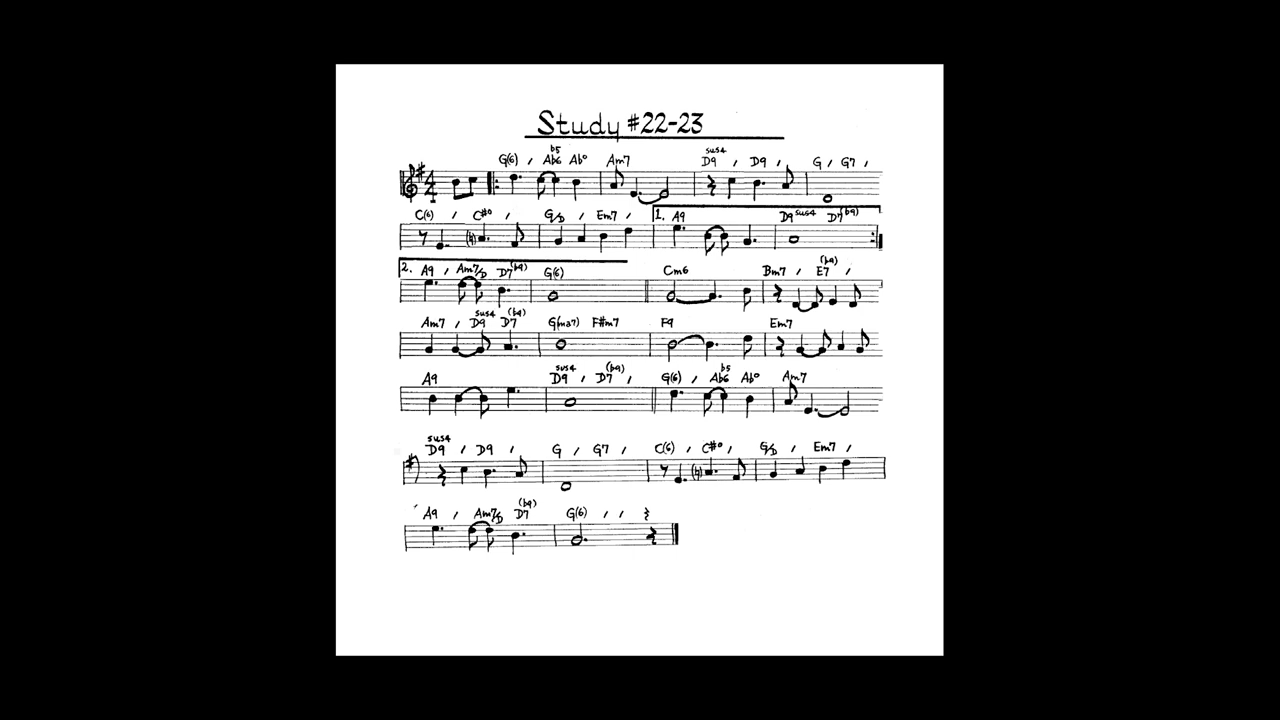 Study #22-23
G(6) / Ab6 b5 Ab° Am7 D9 sus4 / D9 / G / G7 /
4 4
C(6) / C#° / G/D / Em7 / 1. A9 D9 sus4 D7(b9)
2. A9 / Am7/D D7(b9) G(6) Cm6 Bm7 / E7(b9) /
Am7 / D9 sus4 D7(b9) G(ma7) F#m7 F9 Em7
A9 D9 sus4 / D7(b9) / G(6) / Ab6 b5 Ab° Am7
D9 sus4 / D9 / G / G7 / C(6) / C#° / G/D / Em7 /
A9 / Am7/D D7(b9) G(6) / /